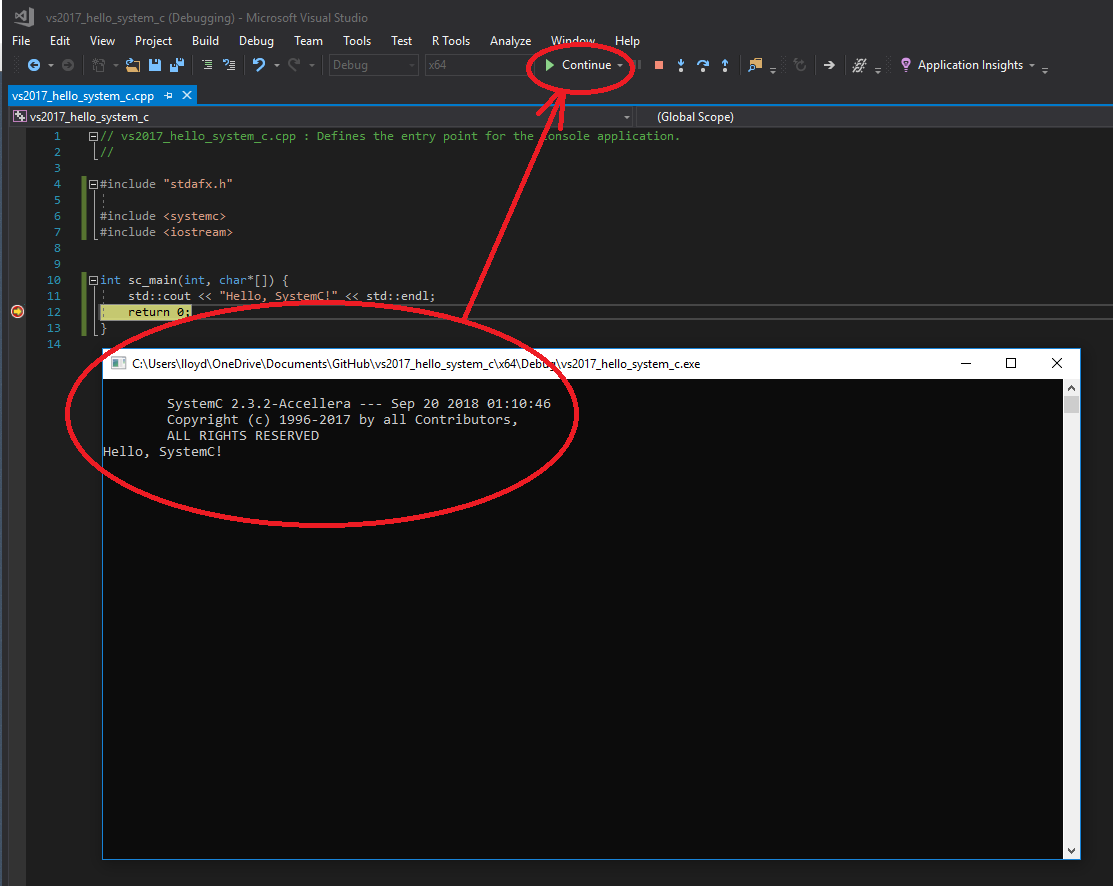 vs2017_hello_system_c (Debugging) - Microsoft Visual Studio
File Edit View Project Build Debug Team Tools Test R Tools Analyze Window Help
Debug x64 Continue Application Insights
vs2017_hello_system_c.cpp
vs2017_hello_system_c (Global Scope)
1 // vs2017_hello_system_c.cpp : Defines the entry point for the console application.
2 //
3
4 #include "stdafx.h"
5
6 #include <systemc>
7 #include <iostream>
8
9
10 int sc_main(int, char*[]) {
11 std::cout << "Hello, SystemC!" << std::endl;
12 return 0;
13 }
14
C:\Users\lloyd\OneDrive\Documents\GitHub\vs2017_hello_system_c\x64\Debug\vs2017_hello_system_c.exe
SystemC 2.3.2-Accellera --- Sep 20 2018 01:10:46
Copyright (c) 1996-2017 by all Contributors,
ALL RIGHTS RESERVED
Hello, SystemC!